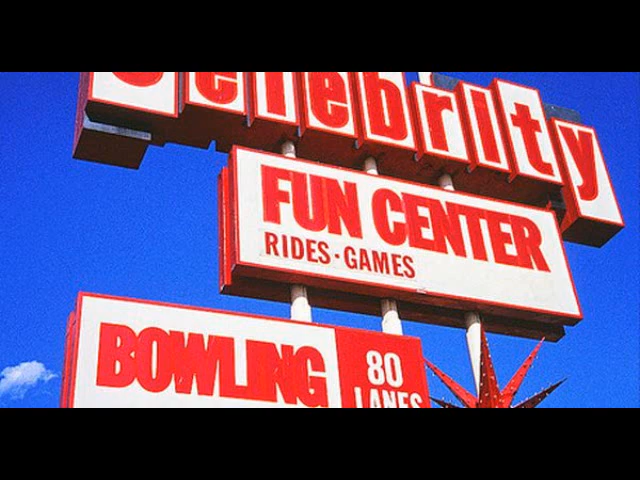 Celebrity
FUN CENTER
RIDES·GAMES
BOWLING
80
LANES